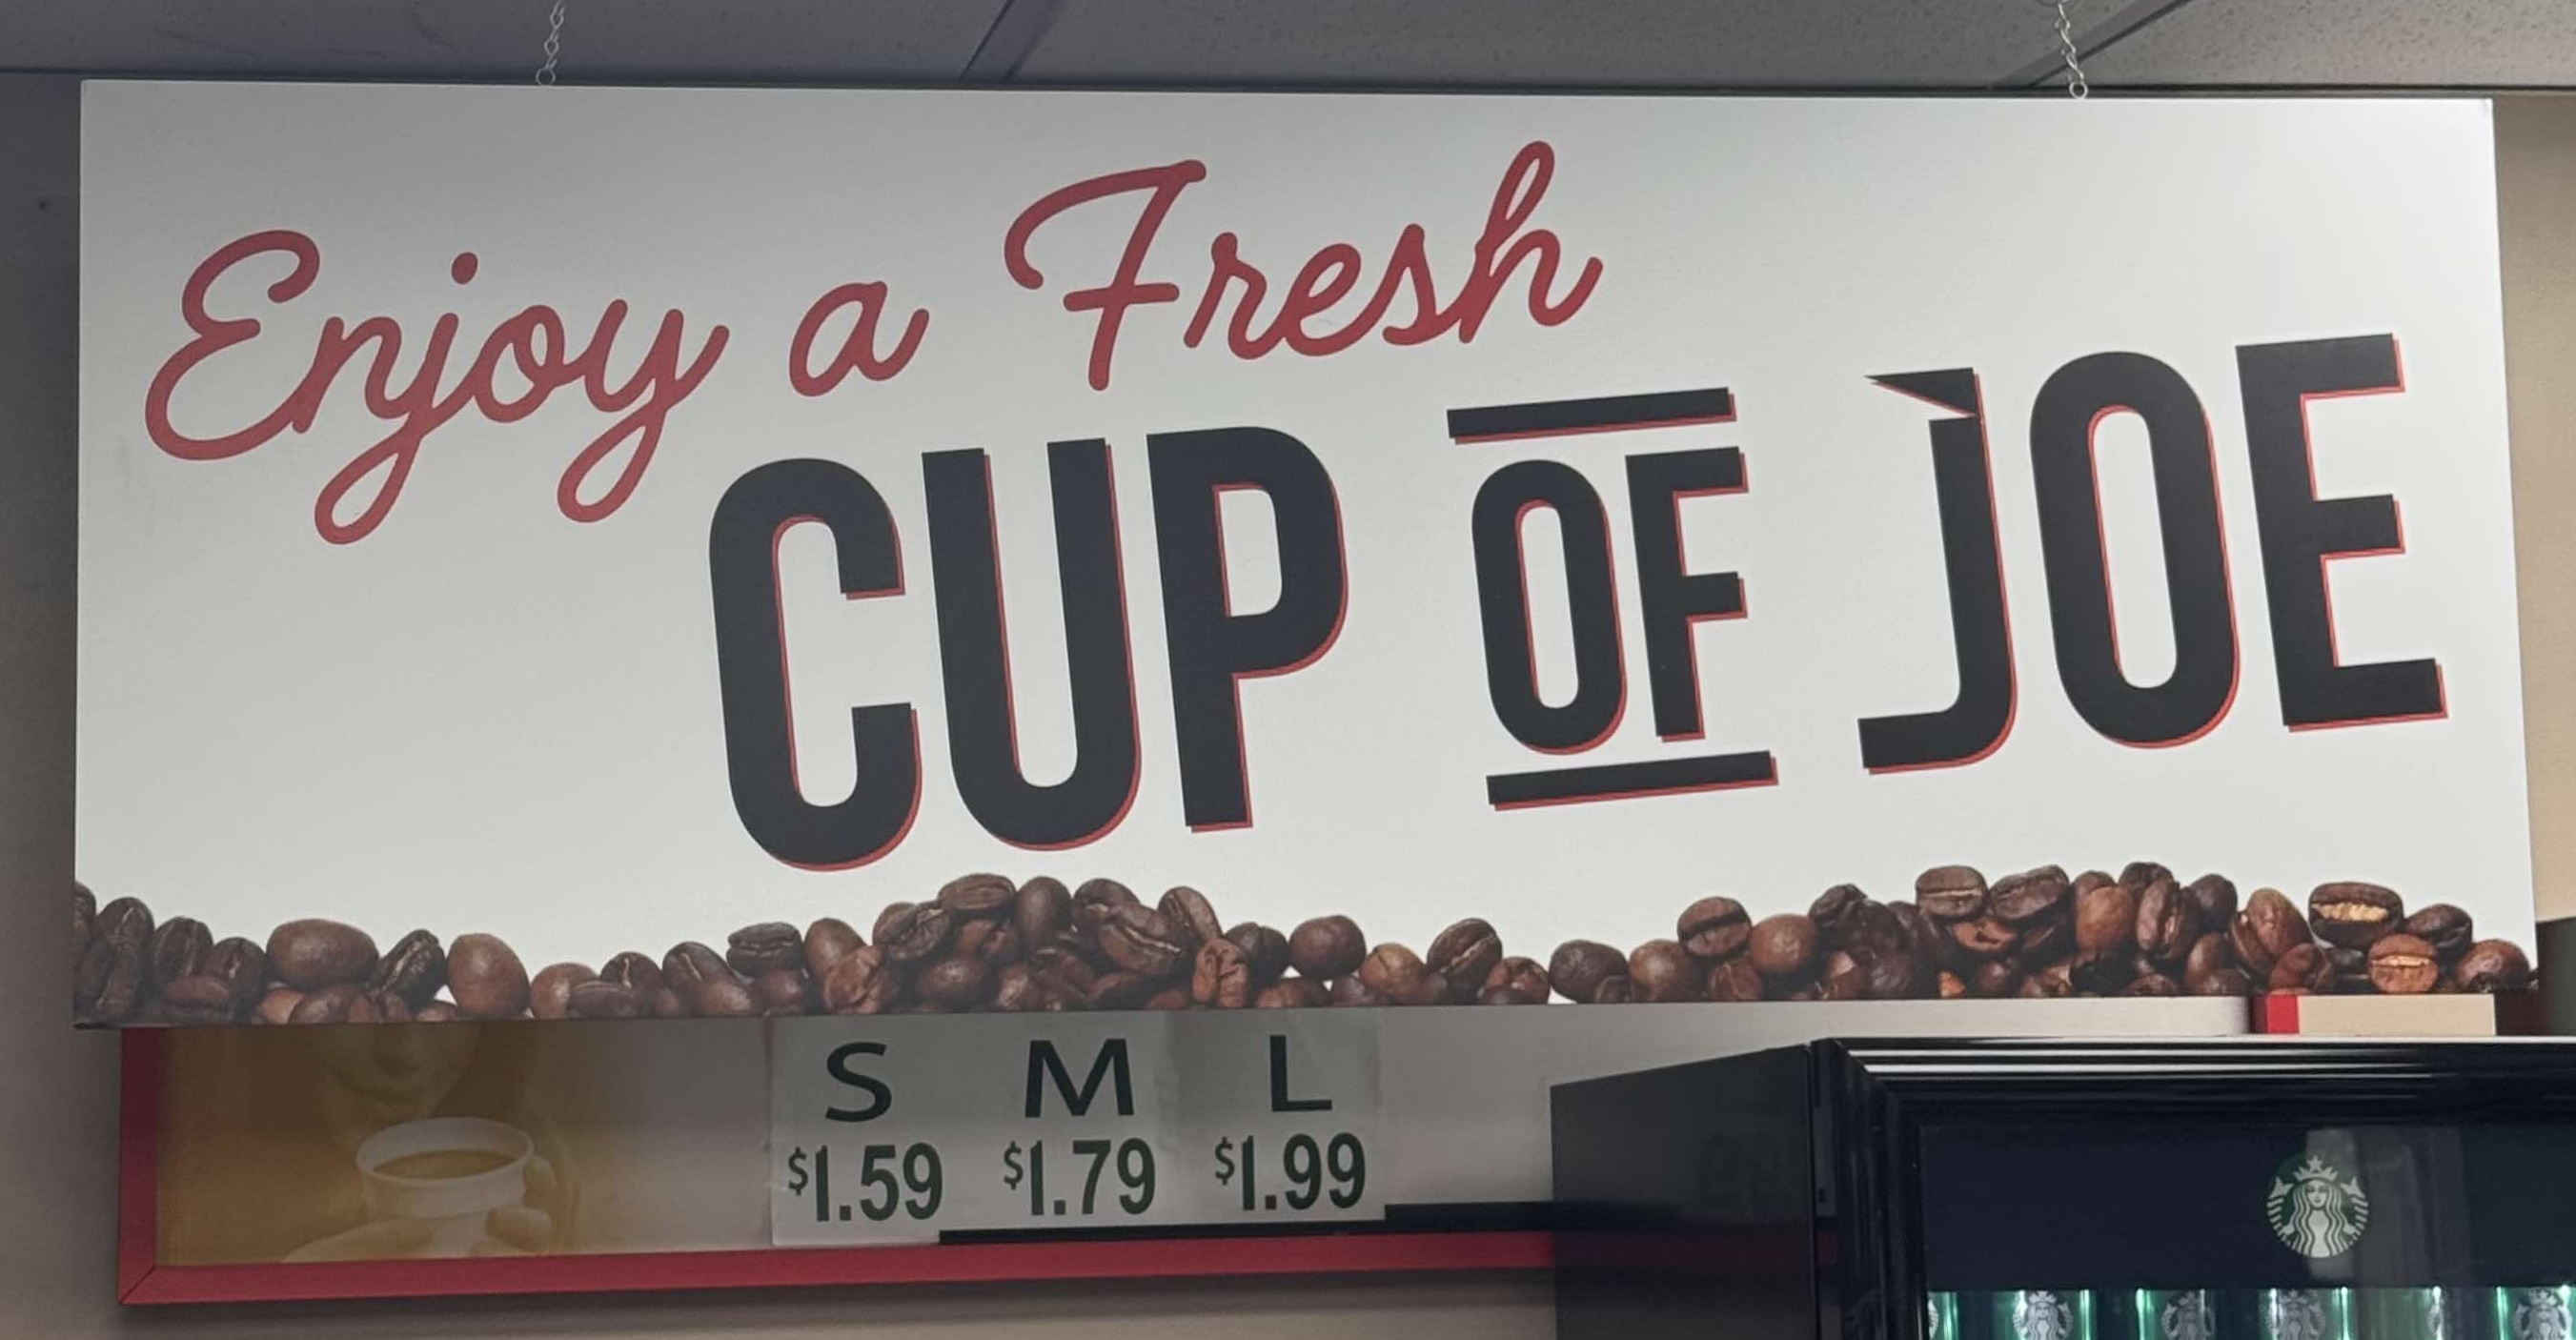 Enjoy a Fresh
CUP OF JOE
S M L
$1.59 $1.79 $1.99